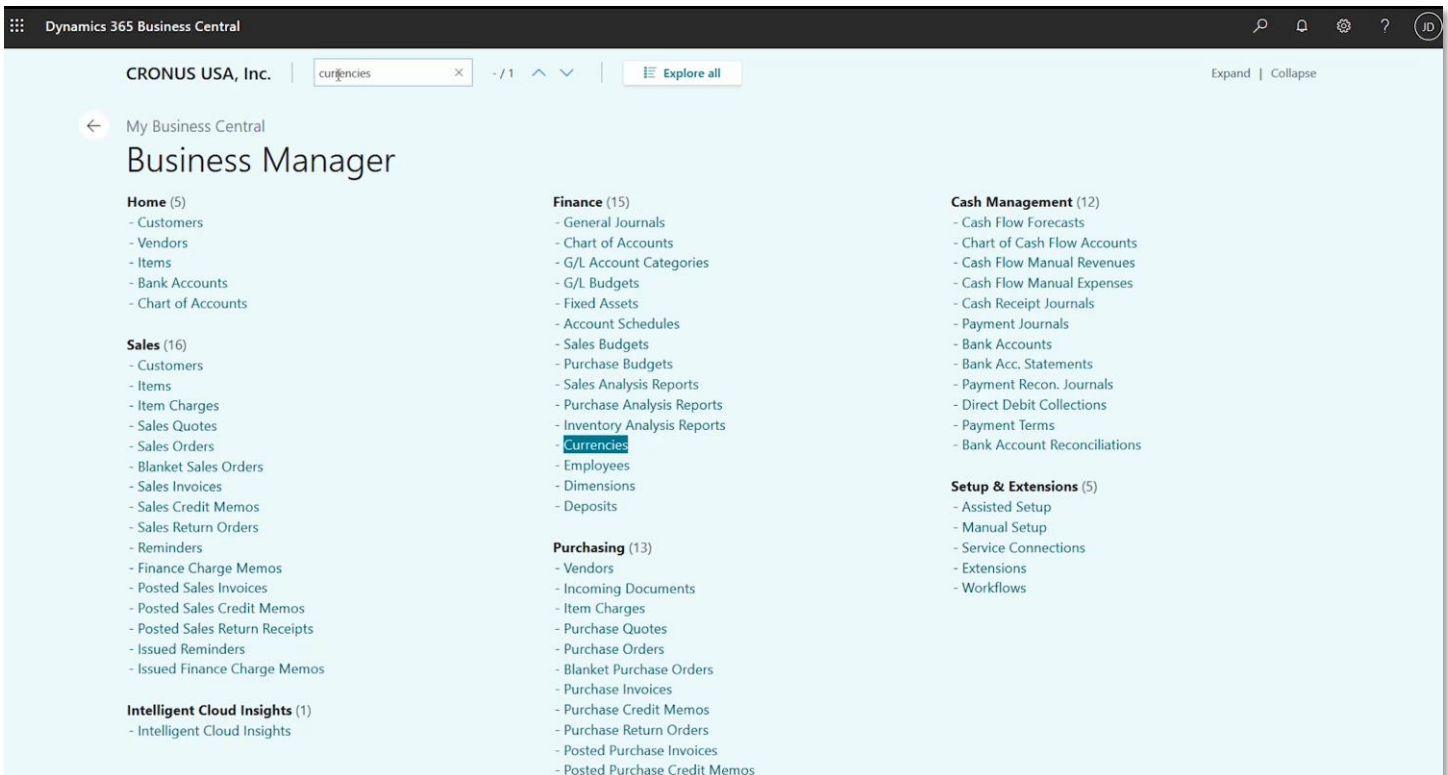 Dynamics 365 Business Central
?
JD
CRONUS USA, Inc.
currencies
- / 1
Explore all
Expand | Collapse
My Business Central
Business Manager
Home (5)
- Customers
- Vendors
- Items
- Bank Accounts
- Chart of Accounts
Sales (16)
- Customers
- Items
- Item Charges
- Sales Quotes
- Sales Orders
- Blanket Sales Orders
- Sales Invoices
- Sales Credit Memos
- Sales Return Orders
- Reminders
- Finance Charge Memos
- Posted Sales Invoices
- Posted Sales Credit Memos
- Posted Sales Return Receipts
- Issued Reminders
- Issued Finance Charge Memos
Intelligent Cloud Insights (1)
- Intelligent Cloud Insights
Finance (15)
- General Journals
- Chart of Accounts
- G/L Account Categories
- G/L Budgets
- Fixed Assets
- Account Schedules
- Sales Budgets
- Purchase Budgets
- Sales Analysis Reports
- Purchase Analysis Reports
- Inventory Analysis Reports
- Currencies
- Employees
- Dimensions
- Deposits
Purchasing (13)
- Vendors
- Incoming Documents
- Item Charges
- Purchase Quotes
- Purchase Orders
- Blanket Purchase Orders
- Purchase Invoices
- Purchase Credit Memos
- Purchase Return Orders
- Posted Purchase Invoices
- Posted Purchase Credit Memos
Cash Management (12)
- Cash Flow Forecasts
- Chart of Cash Flow Accounts
- Cash Flow Manual Revenues
- Cash Flow Manual Expenses
- Cash Receipt Journals
- Payment Journals
- Bank Accounts
- Bank Acc. Statements
- Payment Recon. Journals
- Direct Debit Collections
- Payment Terms
- Bank Account Reconciliations
Setup & Extensions (5)
- Assisted Setup
- Manual Setup
- Service Connections
- Extensions
- Workflows